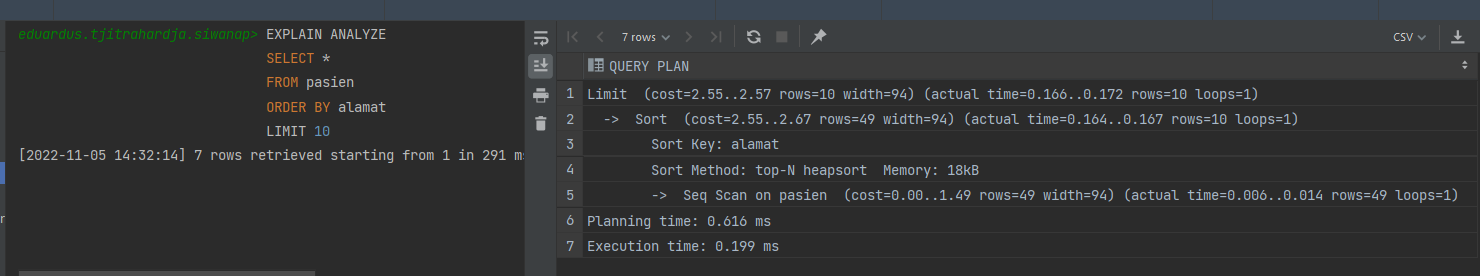 eduardus.tjitrahardja.siwanap> EXPLAIN ANALYZE
SELECT *
FROM pasien
ORDER BY alamat
LIMIT 10
[2022-11-05 14:32:14] 7 rows retrieved starting from 1 in 291 ms
7 rows
CSV
QUERY PLAN
1 Limit (cost=2.55..2.57 rows=10 width=94) (actual time=0.166..0.172 rows=10 loops=1)
2 -> Sort (cost=2.55..2.67 rows=49 width=94) (actual time=0.164..0.167 rows=10 loops=1)
3 Sort Key: alamat
4 Sort Method: top-N heapsort Memory: 18kB
5 -> Seq Scan on pasien (cost=0.00..1.49 rows=49 width=94) (actual time=0.006..0.014 rows=49 loops=1)
6 Planning time: 0.616 ms
7 Execution time: 0.199 ms